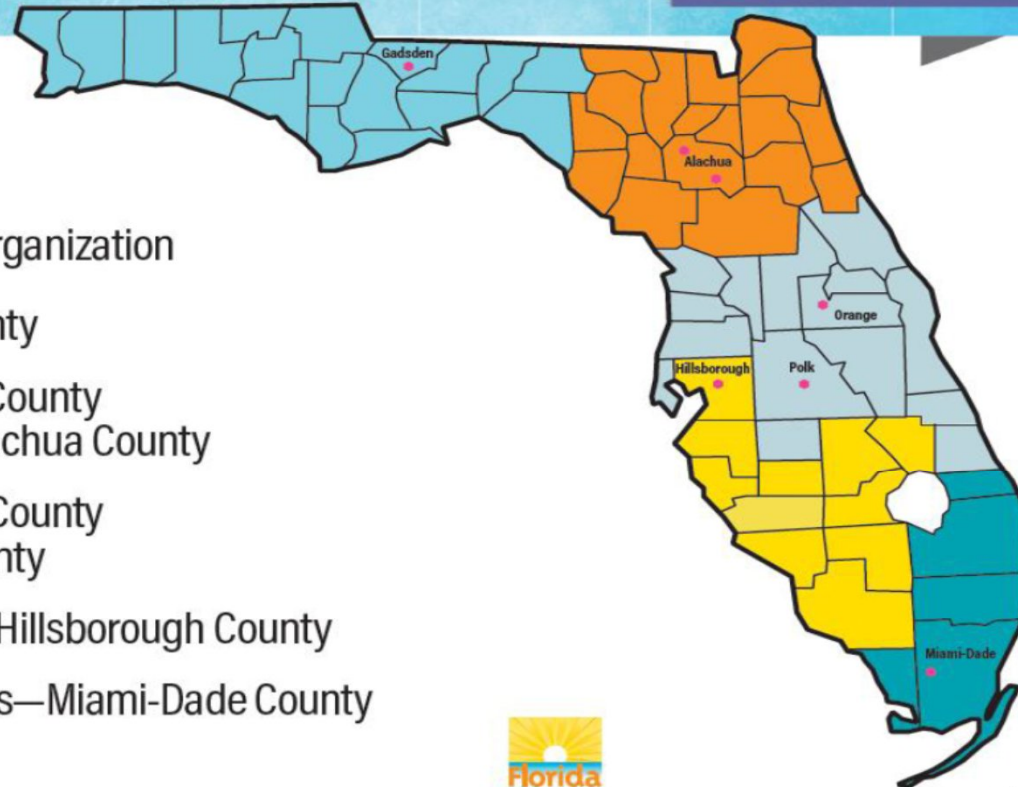 Gadsden
Alachua
rganization
nty
Orange
Hillsborough
Polk
County
chua County
County
nty
Hillsborough County
Miami-Dade
s—Miami-Dade County
Florida